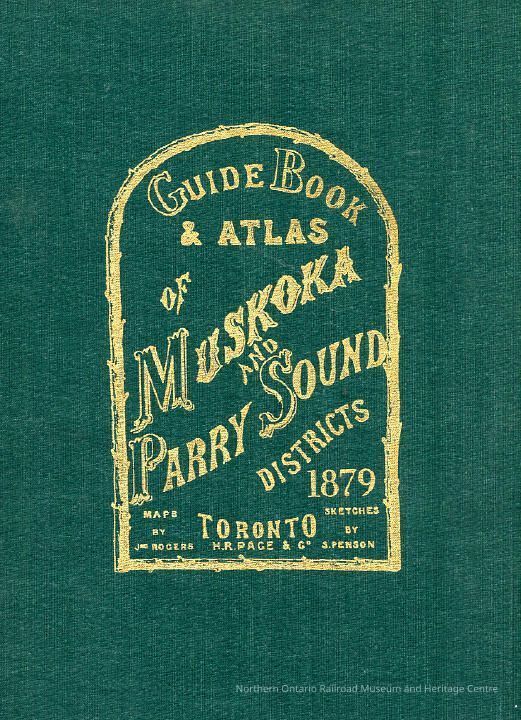 GUIDE BOOK
& ATLAS
OF
MUSKOKA
AND
PARRY SOUND
DISTRICTS
1879
MAPS
BY
Jno ROGERS
TORONTO
H.R. PAGE & Co
SKETCHES
BY
S. PENSON
Northern Ontario Railroad Museum and Heritage Centre